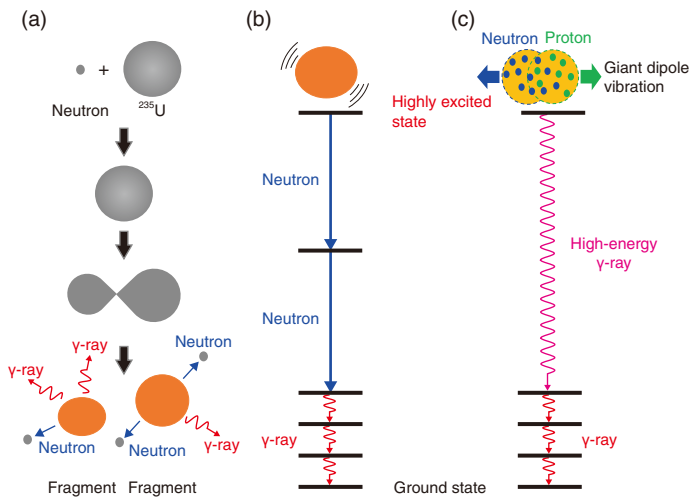 (a)
+
Neutron
²³⁵U
γ-ray
γ-ray
Neutron
Neutron
Neutron
γ-ray
Fragment
Fragment
(b)
Highly excited
state
Neutron
Neutron
γ-ray
Ground state
(c)
Neutron
Proton
Giant dipole
vibration
High-energy
γ-ray
γ-ray